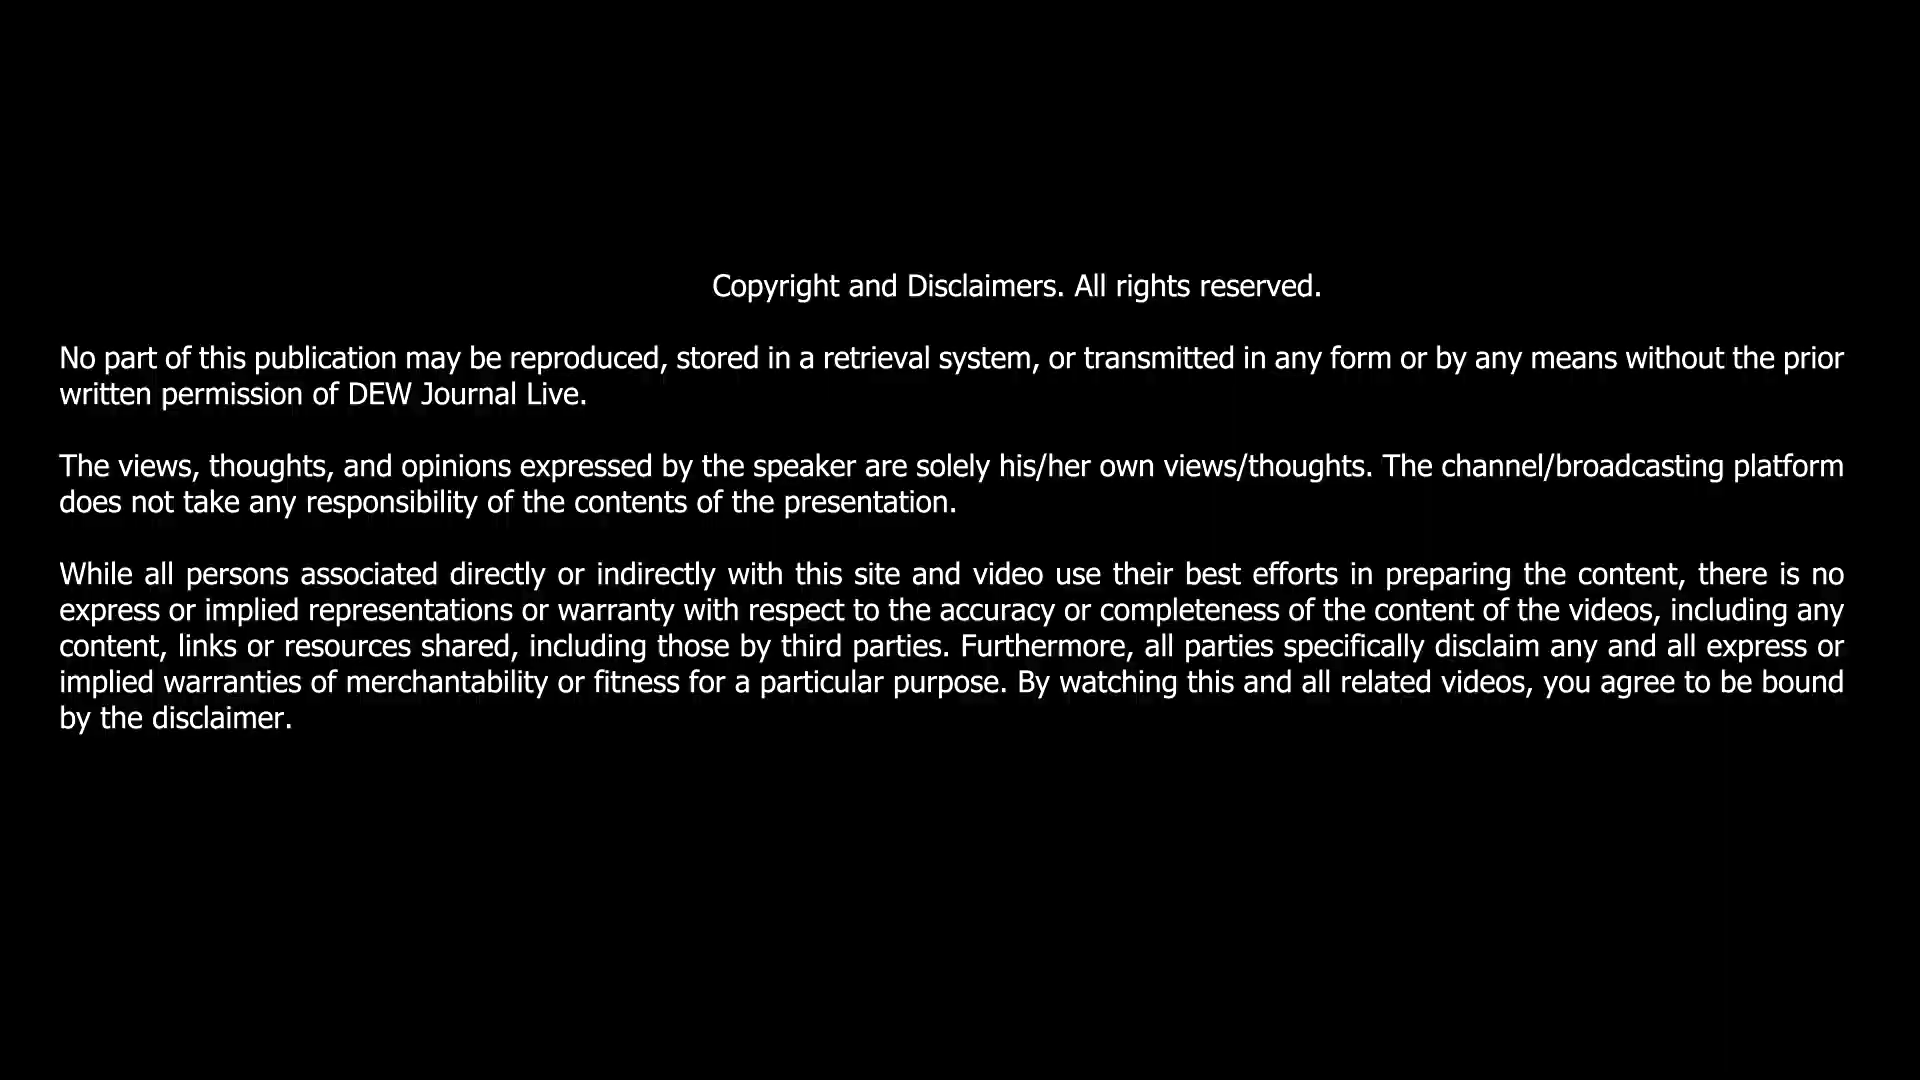 Copyright and Disclaimers. All rights reserved.
No part of this publication may be reproduced, stored in a retrieval system, or transmitted in any form or by any means without the prior
written permission of DEW Journal Live.
The views, thoughts, and opinions expressed by the speaker are solely his/her own views/thoughts. The channel/broadcasting platform
does not take any responsibility of the contents of the presentation.
While all persons associated directly or indirectly with this site and video use their best efforts in preparing the content, there is no
express or implied representations or warranty with respect to the accuracy or completeness of the content of the videos, including any
content, links or resources shared, including those by third parties. Furthermore, all parties specifically disclaim any and all express or
implied warranties of merchantability or fitness for a particular purpose. By watching this and all related videos, you agree to be bound
by the disclaimer.